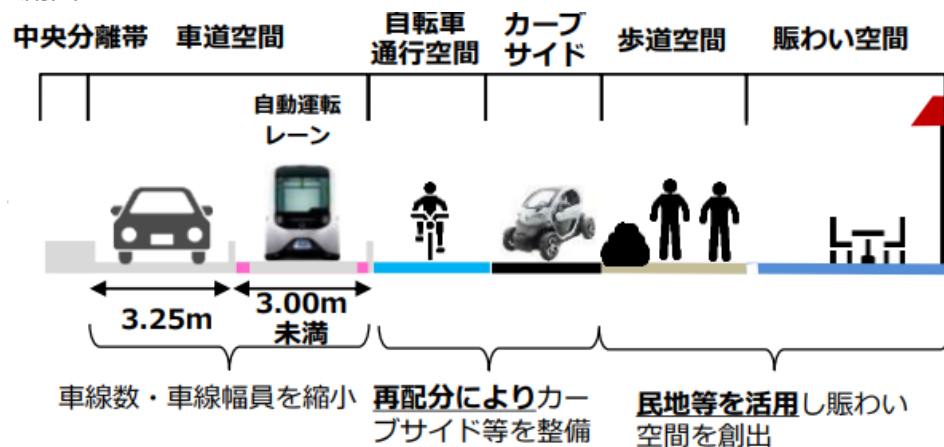 中央分離帯
車道空間
自転車
通行空間
カーブ
サイド
歩道空間
賑わい空間
自動運転
レーン
3.25m
3.00m
未満
車線数・車線幅員を縮小
再配分によりカー
ブサイド等を整備
民地等を活用し賑わい
空間を創出